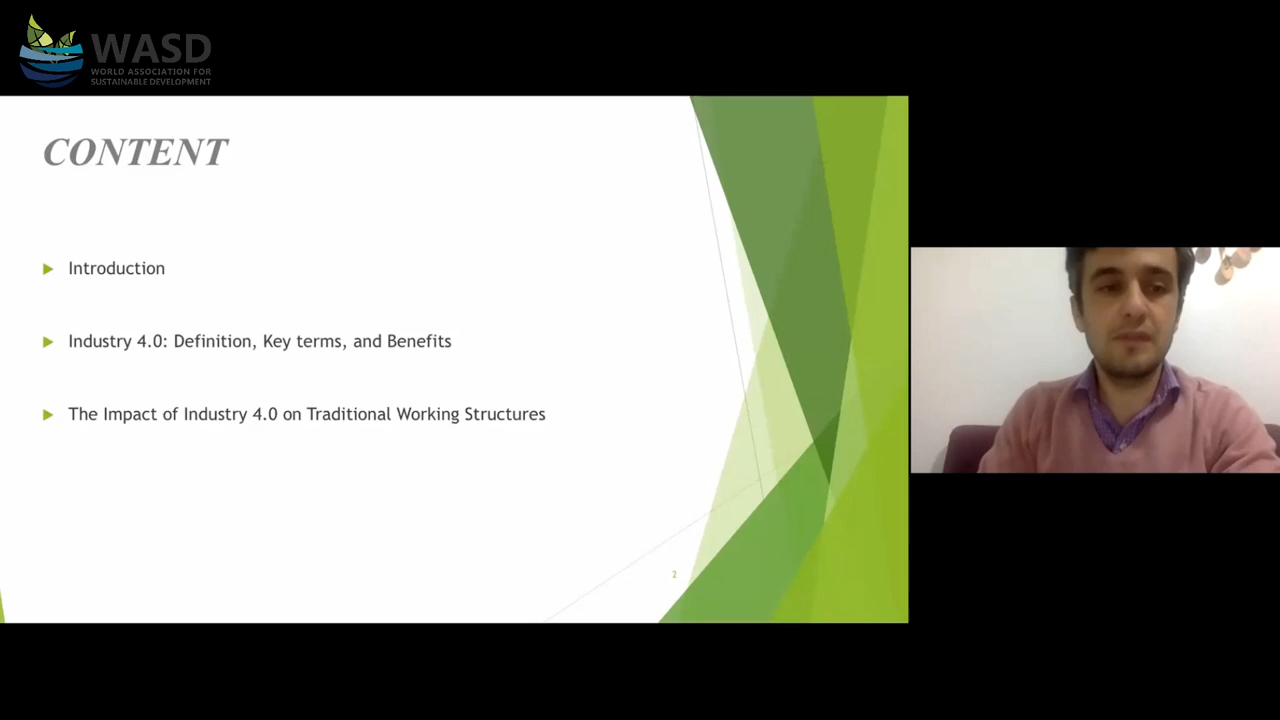 WASD
WORLD ASSOCIATION FOR
SUSTAINABLE DEVELOPMENT
CONTENT
Introduction
Industry 4.0: Definition, Key terms, and Benefits
The Impact of Industry 4.0 on Traditional Working Structures
2